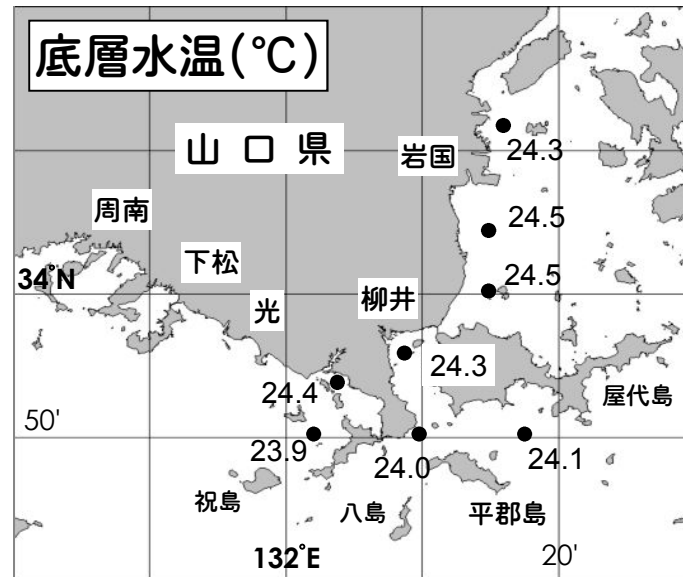 底層水温(℃)
山口県
岩国
24.3
周南
24.5
下松
34°N
24.5
光
柳井
24.3
24.4
屋代島
50'
23.9
24.0
24.1
祝島
八島
平郡島
132°E
20'